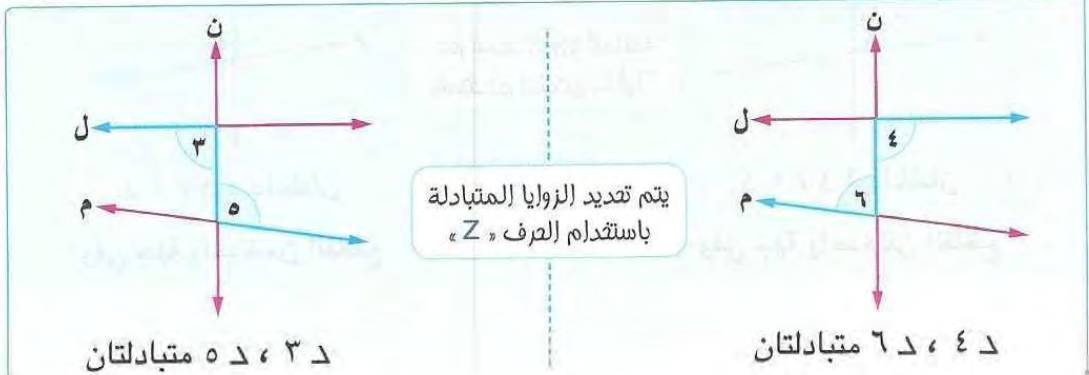 ن
ل
٤
م
٦
د ٤ ، د ٦ متبادلتان
يتم تحديد الزوايا المتبادلة
باستخدام الحرف « Z »
ن
ل
٣
م
٥
د ٣ ، د ٥ متبادلتان